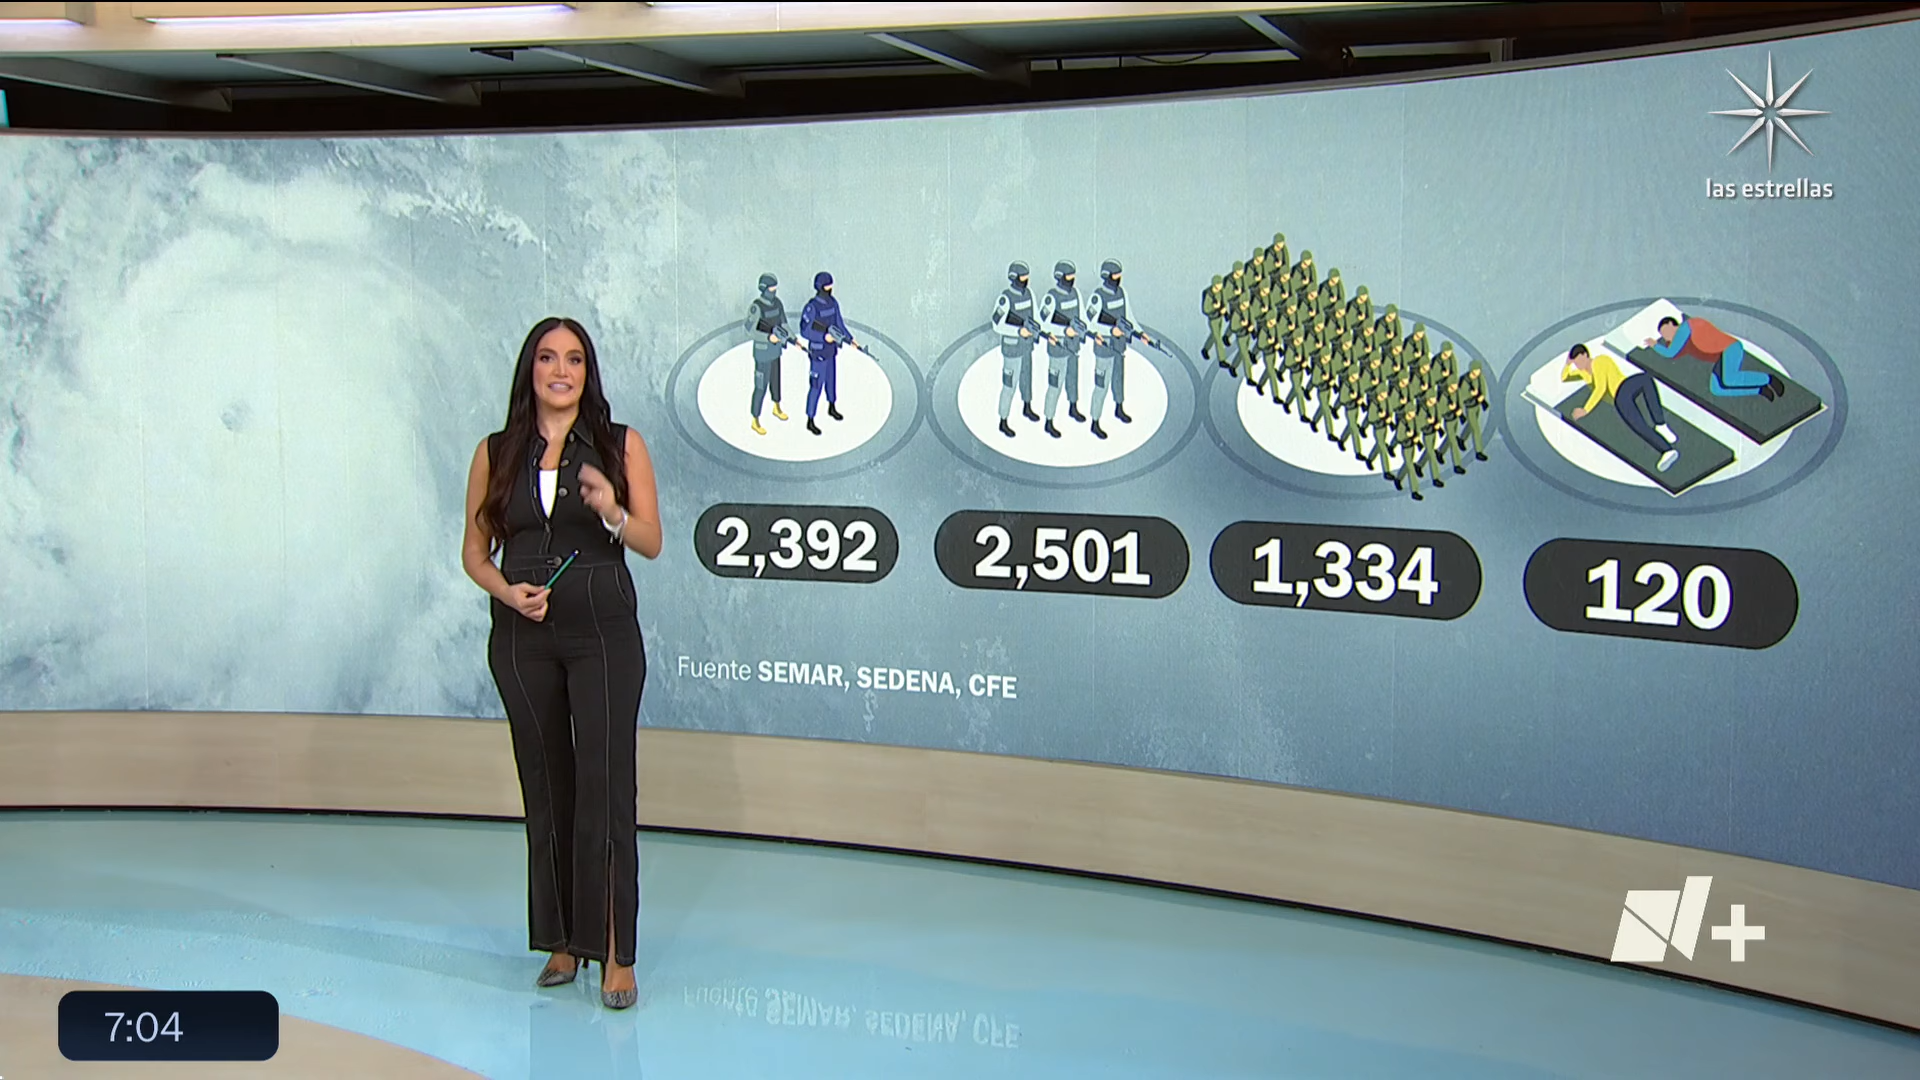 las estrellas
2,392
2,501
1,334
120
Fuente SEMAR, SEDENA, CFE
N+
7:04